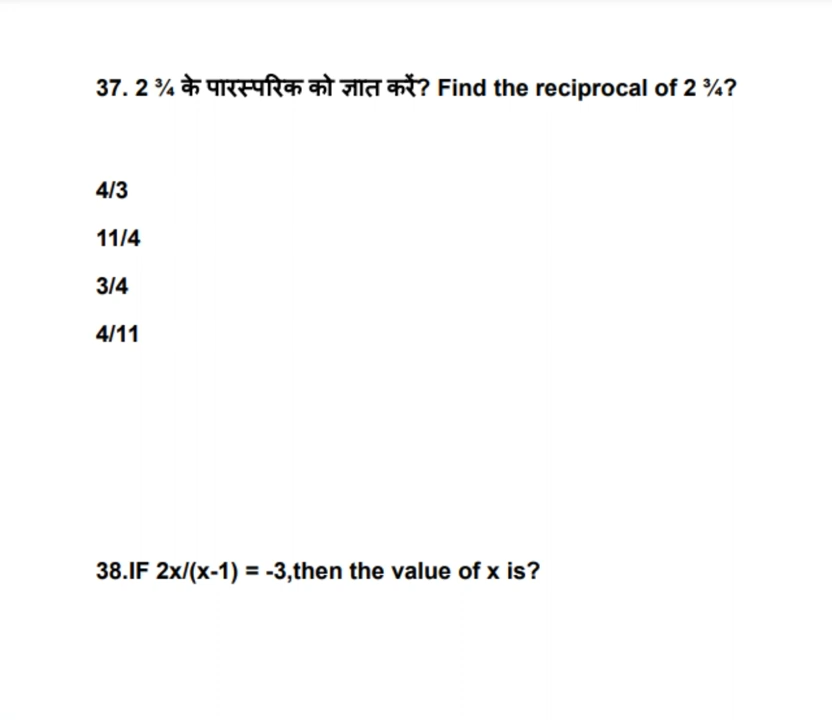 37. 2 ¾ के पारस्परिक को ज्ञात करें? Find the reciprocal of 2 ¾?
4/3
11/4
3/4
4/11
38.IF 2x/(x-1) = -3,then the value of x is?